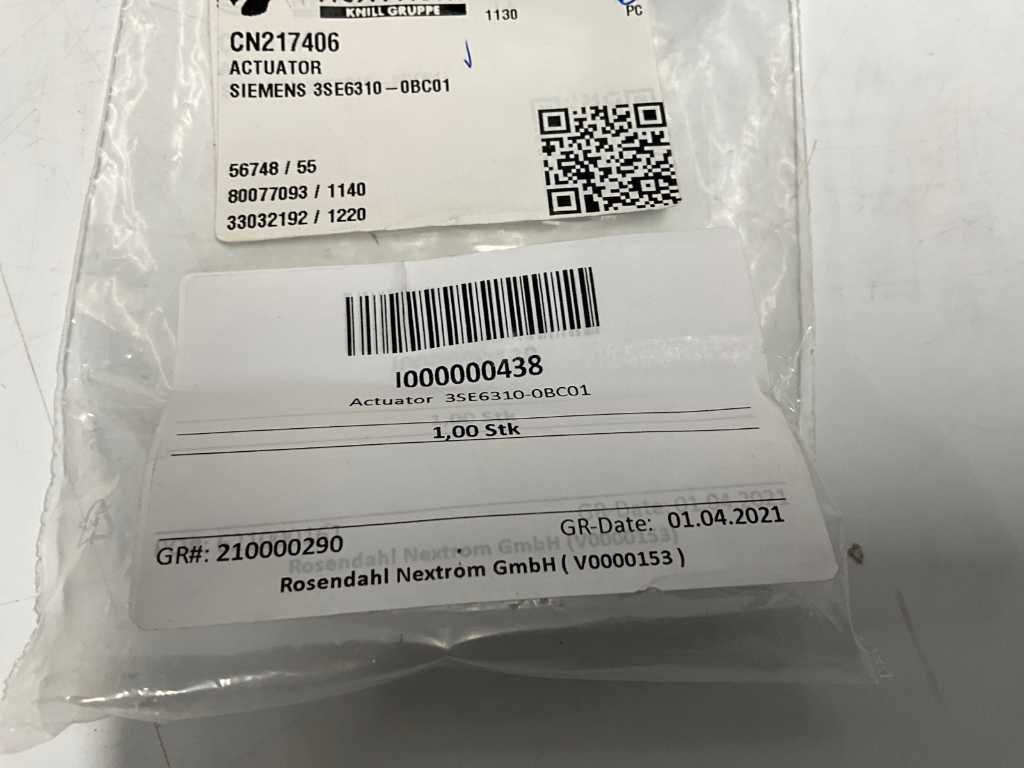 KNILL GRUPPE
1130
PC
CN217406
ACTUATOR
SIEMENS 3SE6310-0BC01
56748 / 55
80077093 / 1140
33032192 / 1220
I000000438
Actuator 3SE6310-0BC01
1,00 Stk
GR#: 210000290
GR-Date: 01.04.2021
Rosendahl Nextrom GmbH ( V0000153 )